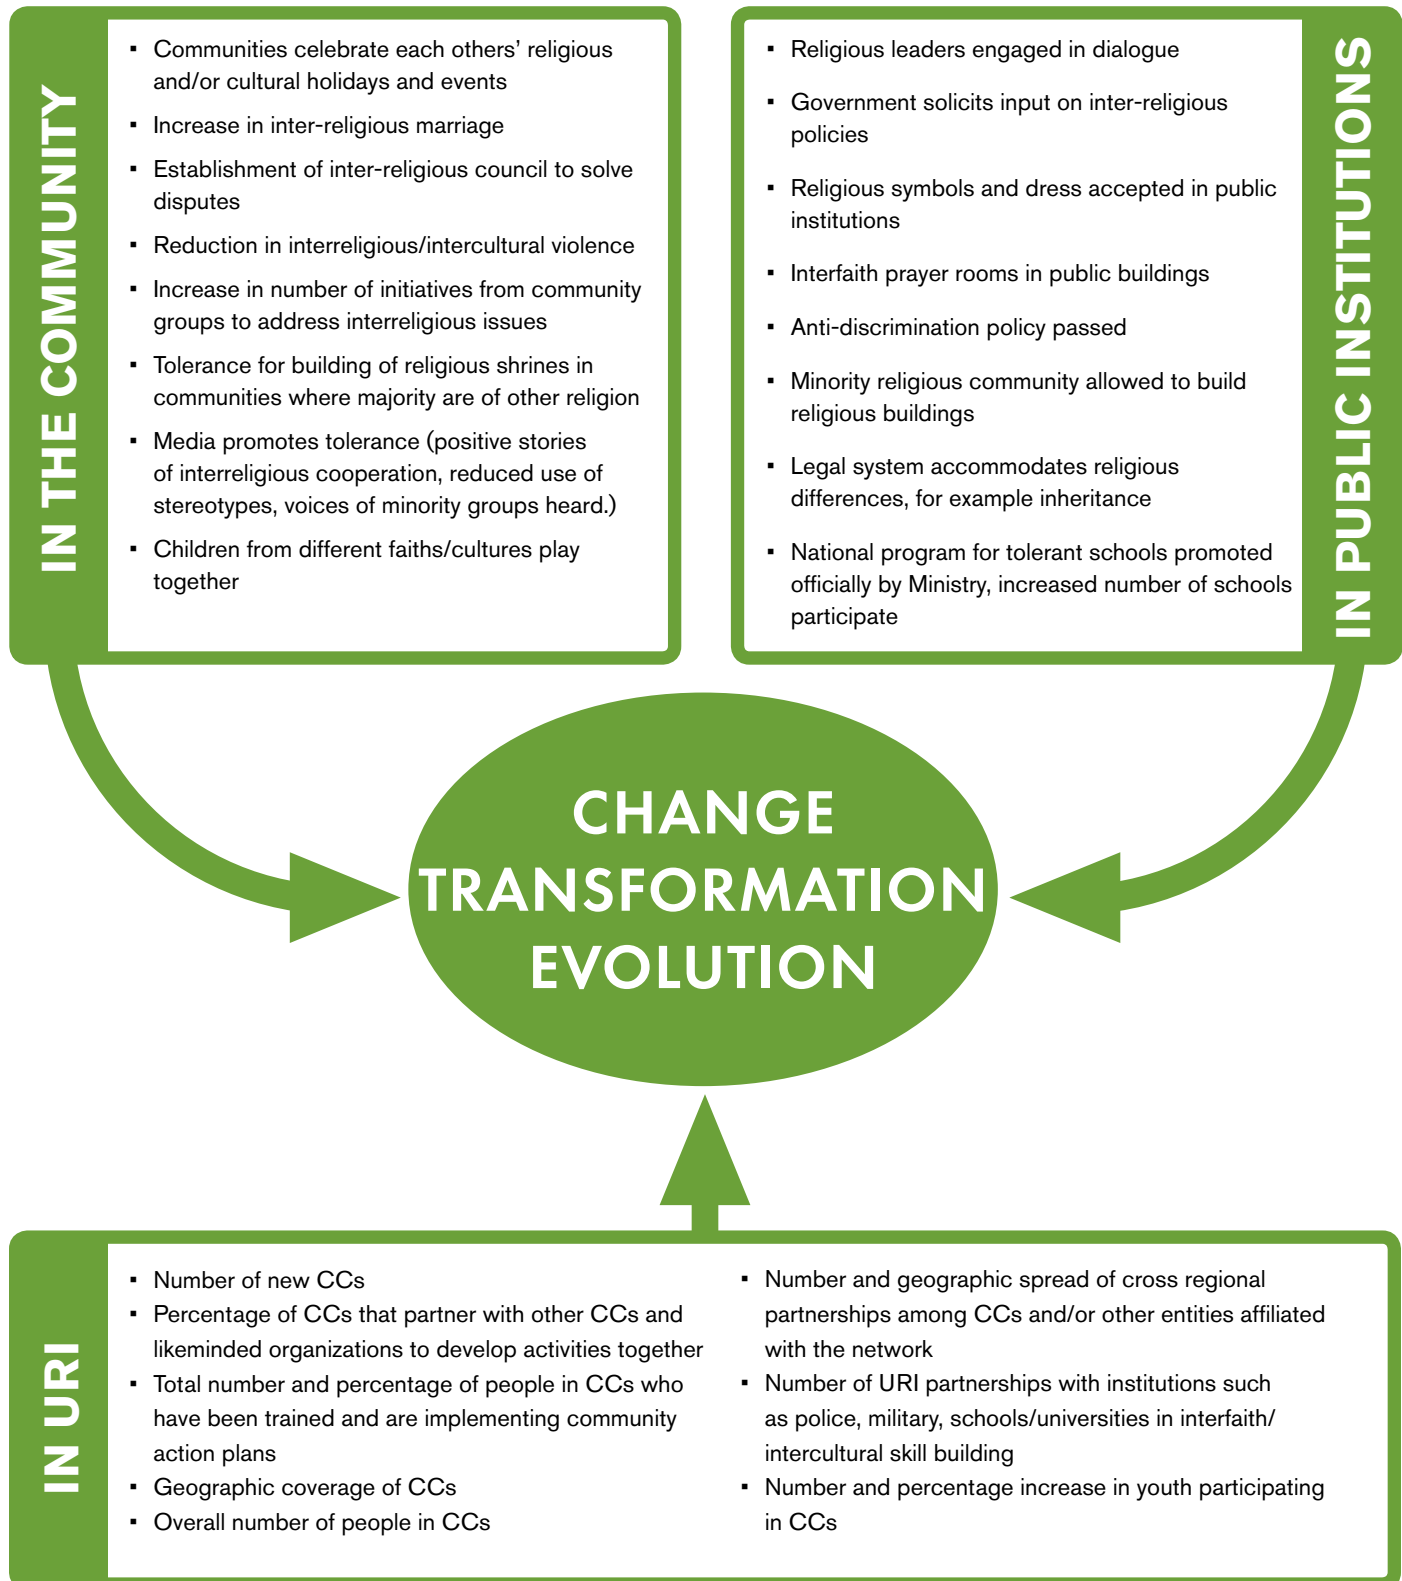 IN THE COMMUNITY
▪ Communities celebrate each others’ religious
and/or cultural holidays and events
▪ Increase in inter-religious marriage
▪ Establishment of inter-religious council to solve
disputes
▪ Reduction in interreligious/intercultural violence
▪ Increase in number of initiatives from community
groups to address interreligious issues
▪ Tolerance for building of religious shrines in
communities where majority are of other religion
▪ Media promotes tolerance (positive stories
of interreligious cooperation, reduced use of
stereotypes, voices of minority groups heard.)
▪ Children from different faiths/cultures play
together
IN PUBLIC INSTITUTIONS
▪ Religious leaders engaged in dialogue
▪ Government solicits input on inter-religious
policies
▪ Religious symbols and dress accepted in public
institutions
▪ Interfaith prayer rooms in public buildings
▪ Anti-discrimination policy passed
▪ Minority religious community allowed to build
religious buildings
▪ Legal system accommodates religious
differences, for example inheritance
▪ National program for tolerant schools promoted
officially by Ministry, increased number of schools
participate
CHANGE
TRANSFORMATION
EVOLUTION
IN URI
▪ Number of new CCs
▪ Percentage of CCs that partner with other CCs and
likeminded organizations to develop activities together
▪ Total number and percentage of people in CCs who
have been trained and are implementing community
action plans
▪ Geographic coverage of CCs
▪ Overall number of people in CCs
▪ Number and geographic spread of cross regional
partnerships among CCs and/or other entities affiliated
with the network
▪ Number of URI partnerships with institutions such
as police, military, schools/universities in interfaith/
intercultural skill building
▪ Number and percentage increase in youth participating
in CCs